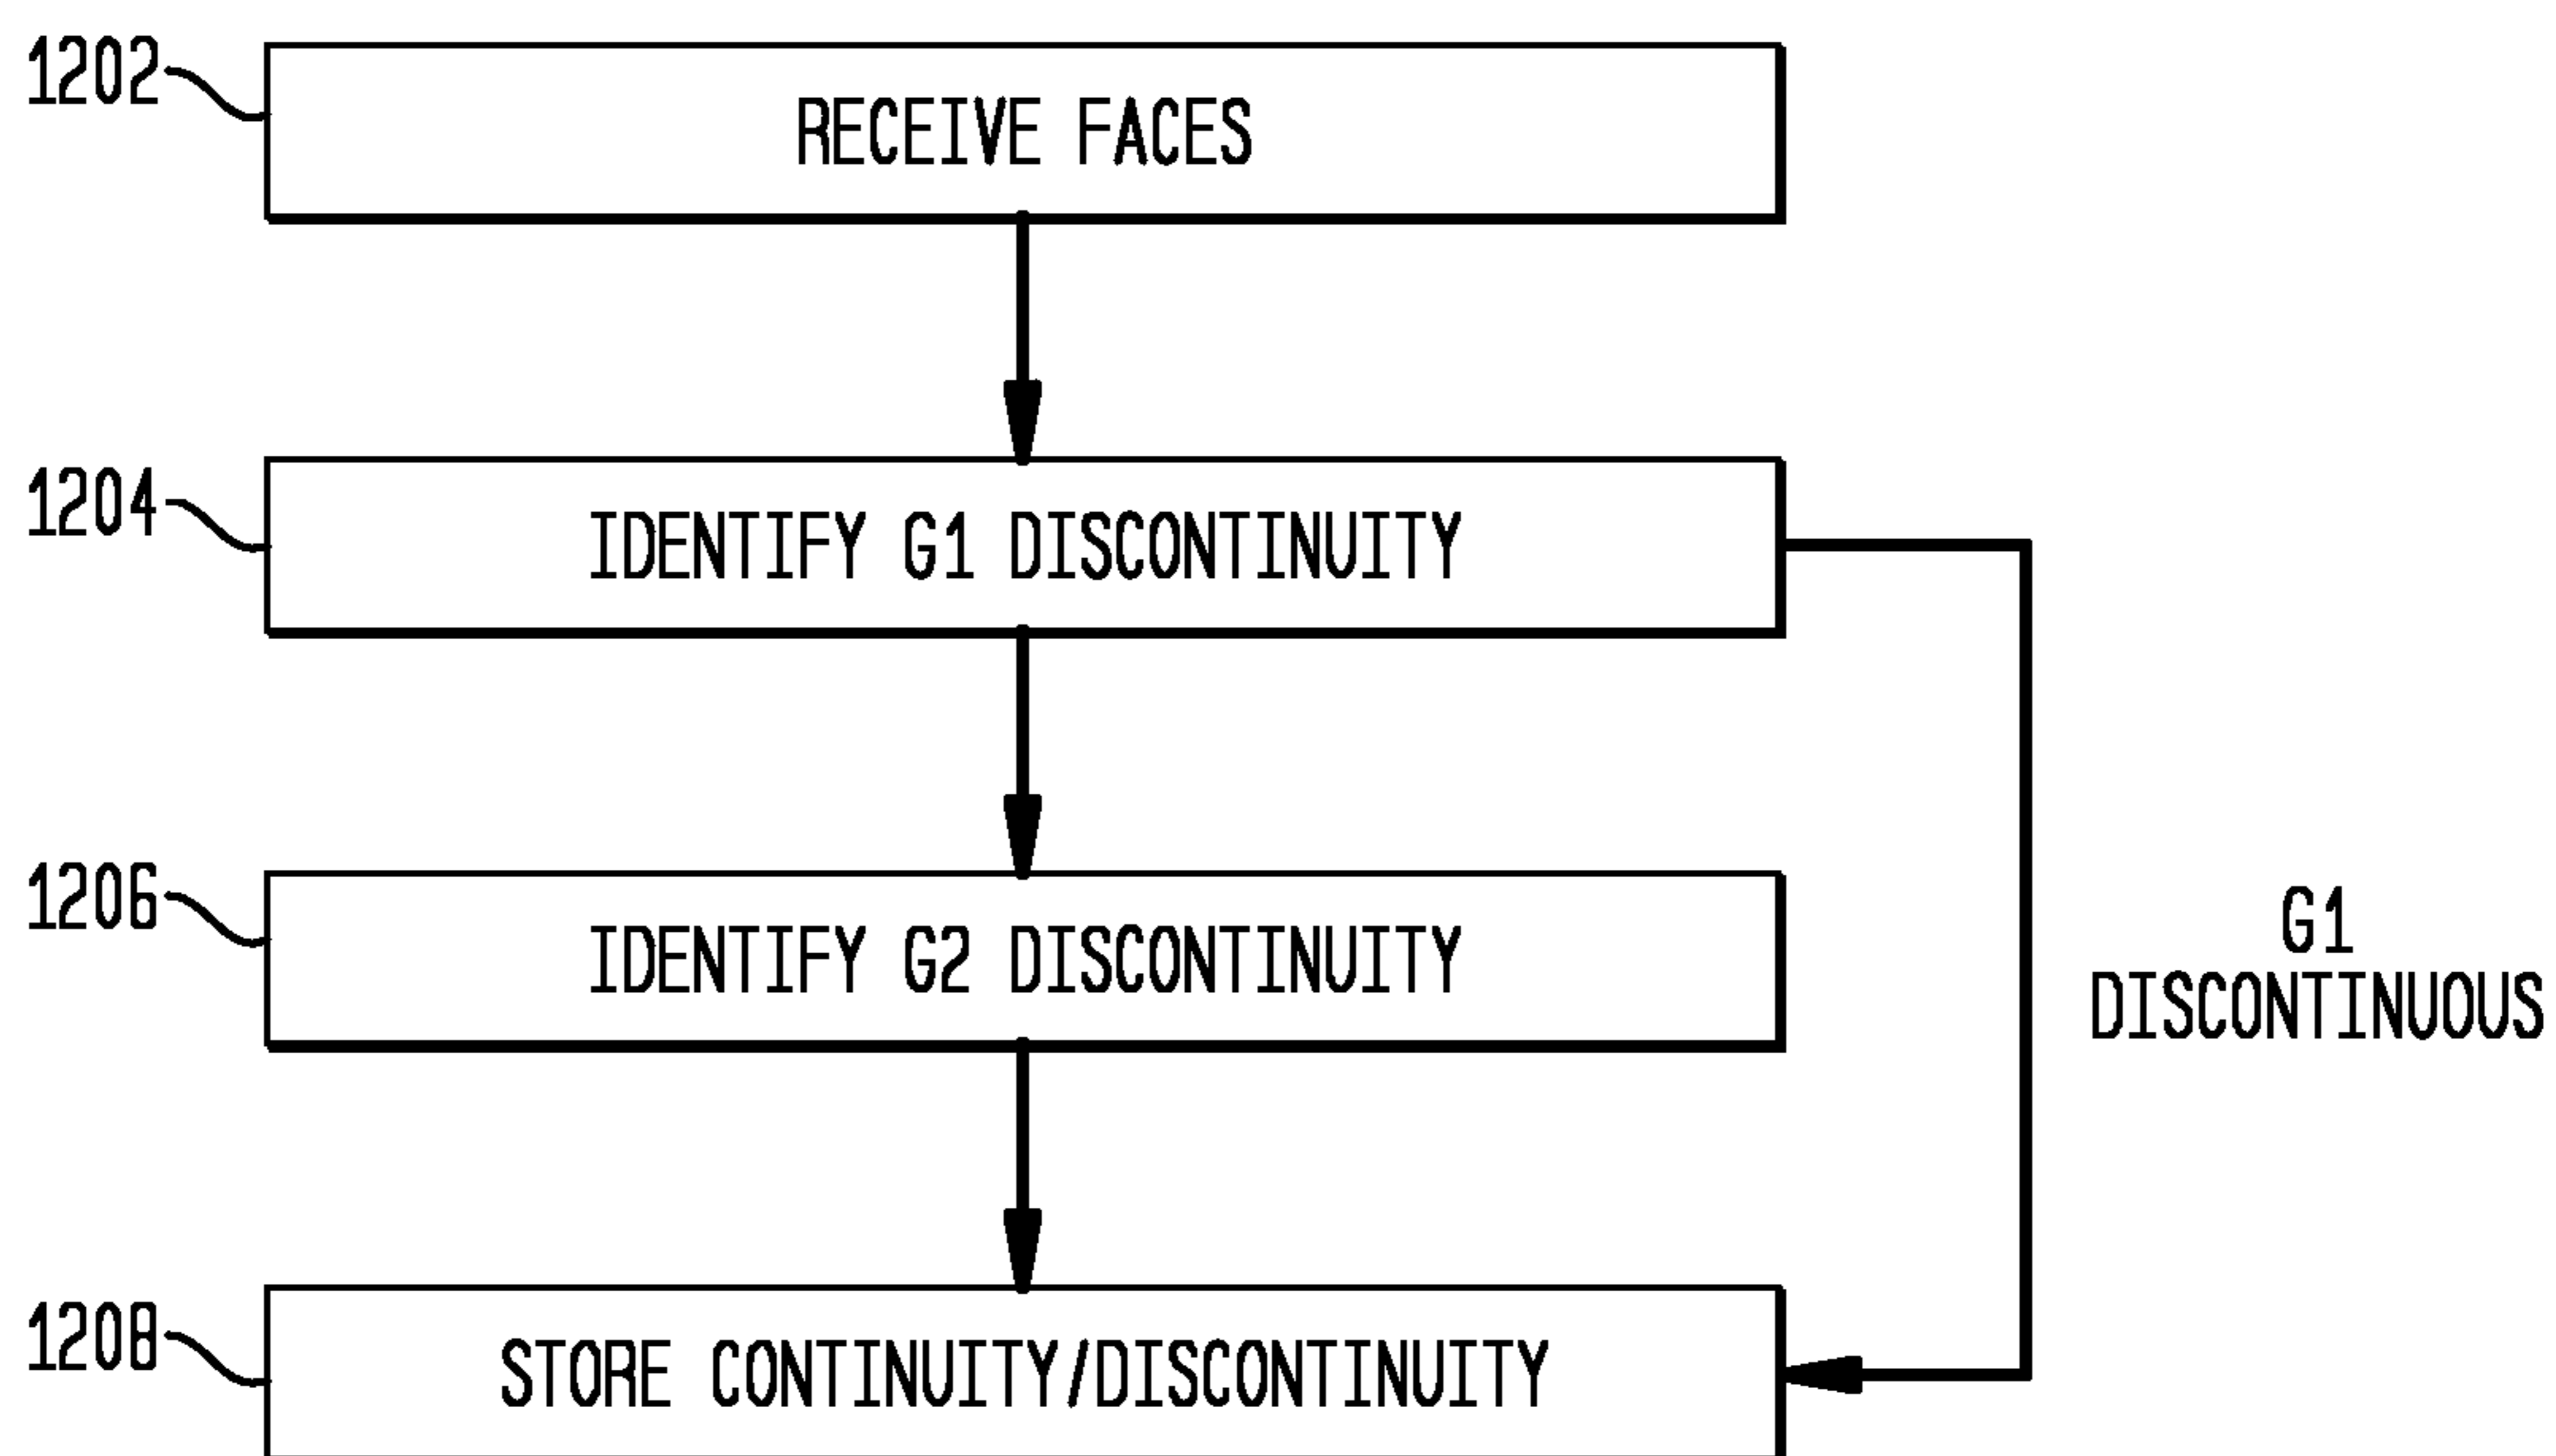 1202
RECEIVE FACES
1204
IDENTIFY G1 DISCONTINUITY
1206
IDENTIFY G2 DISCONTINUITY
G1
DISCONTINUOUS
1208
STORE CONTINUITY/DISCONTINUITY